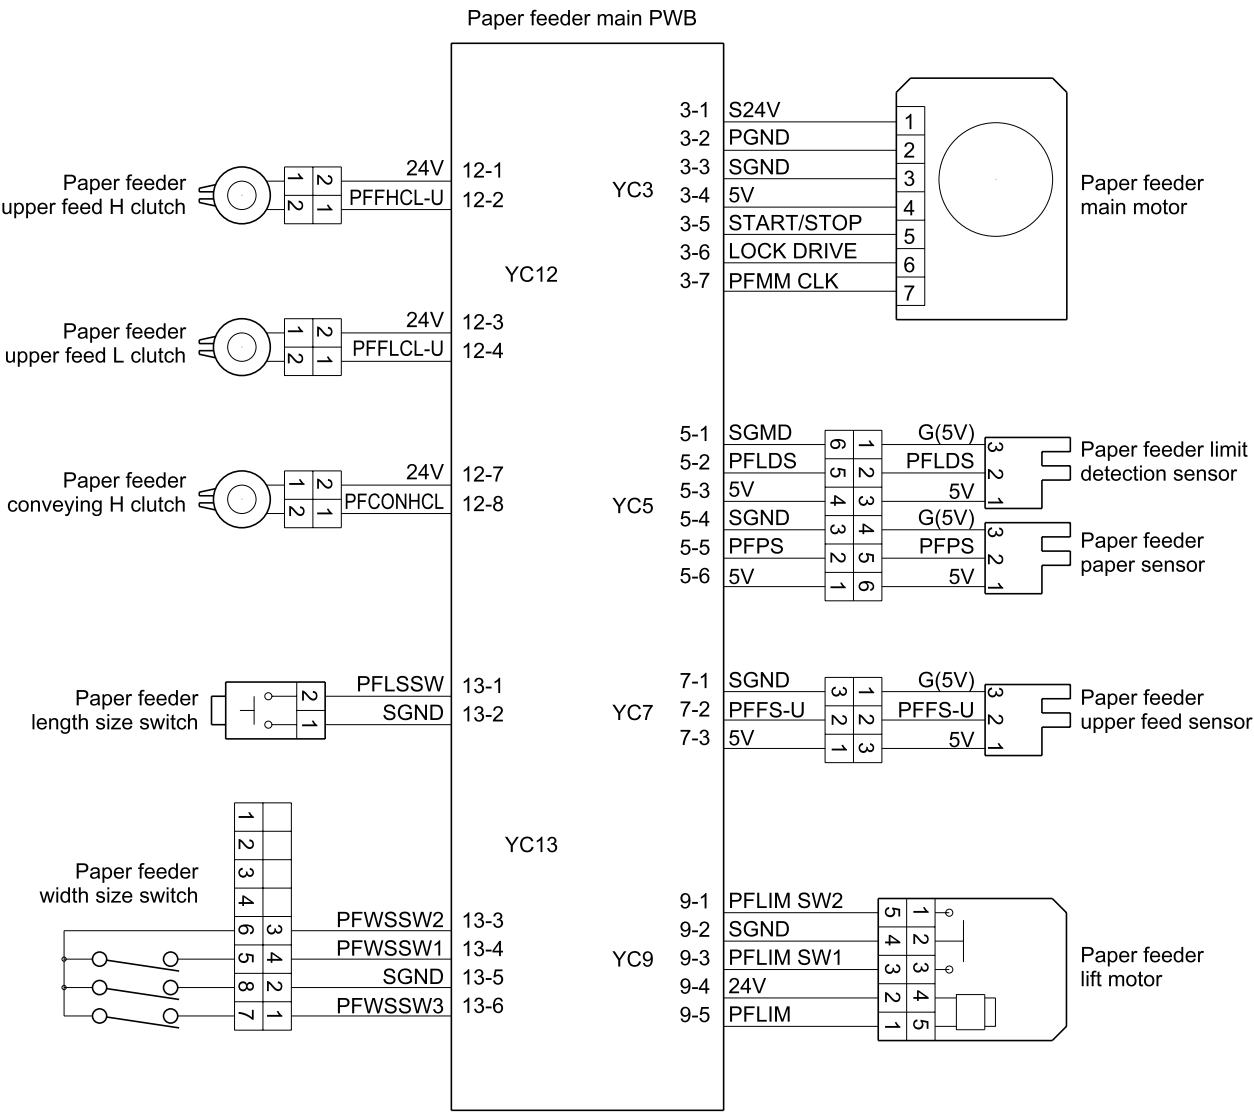 Paper feeder main PWB
Paper feeder
upper feed H clutch
1 2
2 1
24V
PFFHCL-U
12-1
12-2
YC12
Paper feeder
upper feed L clutch
1 2
2 1
24V
PFFLCL-U
12-3
12-4
Paper feeder
conveying H clutch
1 2
2 1
24V
PFCONHCL
12-7
12-8
Paper feeder
length size switch
2
1
PFLSSW
SGND
13-1
13-2
YC13
Paper feeder
width size switch
1
2
3
4
6 3
5 4
8 2
7 1
PFWSSW2
PFWSSW1
SGND
PFWSSW3
13-3
13-4
13-5
13-6
YC3
3-1 S24V 1
3-2 PGND 2
3-3 SGND 3
3-4 5V 4
3-5 START/STOP 5
3-6 LOCK DRIVE 6
3-7 PFMM CLK 7
Paper feeder
main motor
YC5
5-1 SGMD 6 1 G(5V) 3
5-2 PFLDS 5 2 PFLDS 2
5-3 5V 4 3 5V 1
Paper feeder limit
detection sensor
5-4 SGND 3 4 G(5V) 3
5-5 PFPS 2 5 PFPS 2
5-6 5V 1 6 5V 1
Paper feeder
paper sensor
YC7
7-1 SGND 3 1 G(5V) 3
7-2 PFFS-U 2 2 PFFS-U 2
7-3 5V 1 3 5V 1
Paper feeder
upper feed sensor
YC9
9-1 PFLIM SW2 5 1
9-2 SGND 4 2
9-3 PFLIM SW1 3 3
9-4 24V 2 4
9-5 PFLIM 1 5
Paper feeder
lift motor